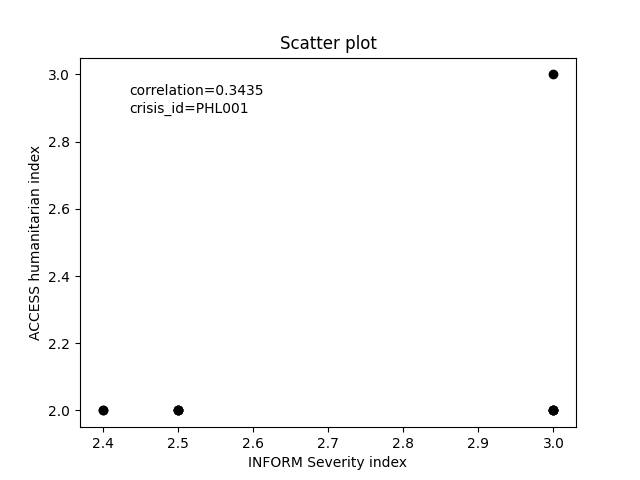 Scatter plot
correlation=0.3435
crisis_id=PHL001
ACCESS humanitarian index
3.0
2.8
2.6
2.4
2.2
2.0
2.4 2.5 2.6 2.7 2.8 2.9 3.0
INFORM Severity index